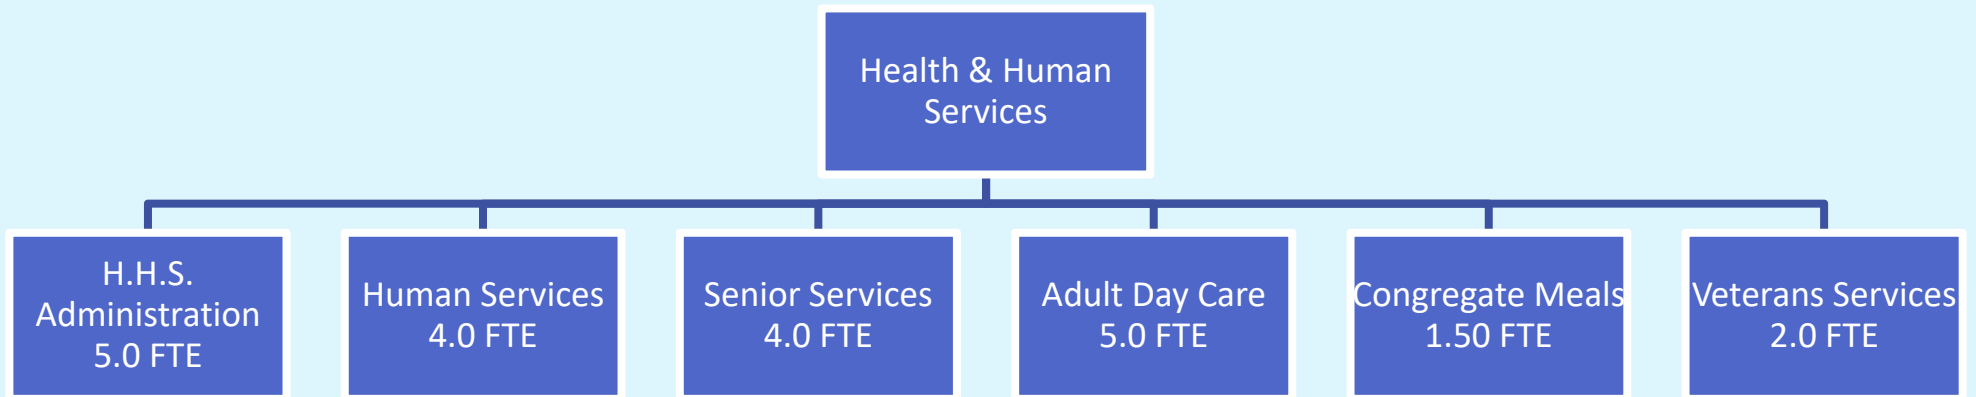 Health & Human
Services
H.H.S.
Administration
5.0 FTE
Human Services
4.0 FTE
Senior Services
4.0 FTE
Adult Day Care
5.0 FTE
Congregate Meals
1.50 FTE
Veterans Services
2.0 FTE